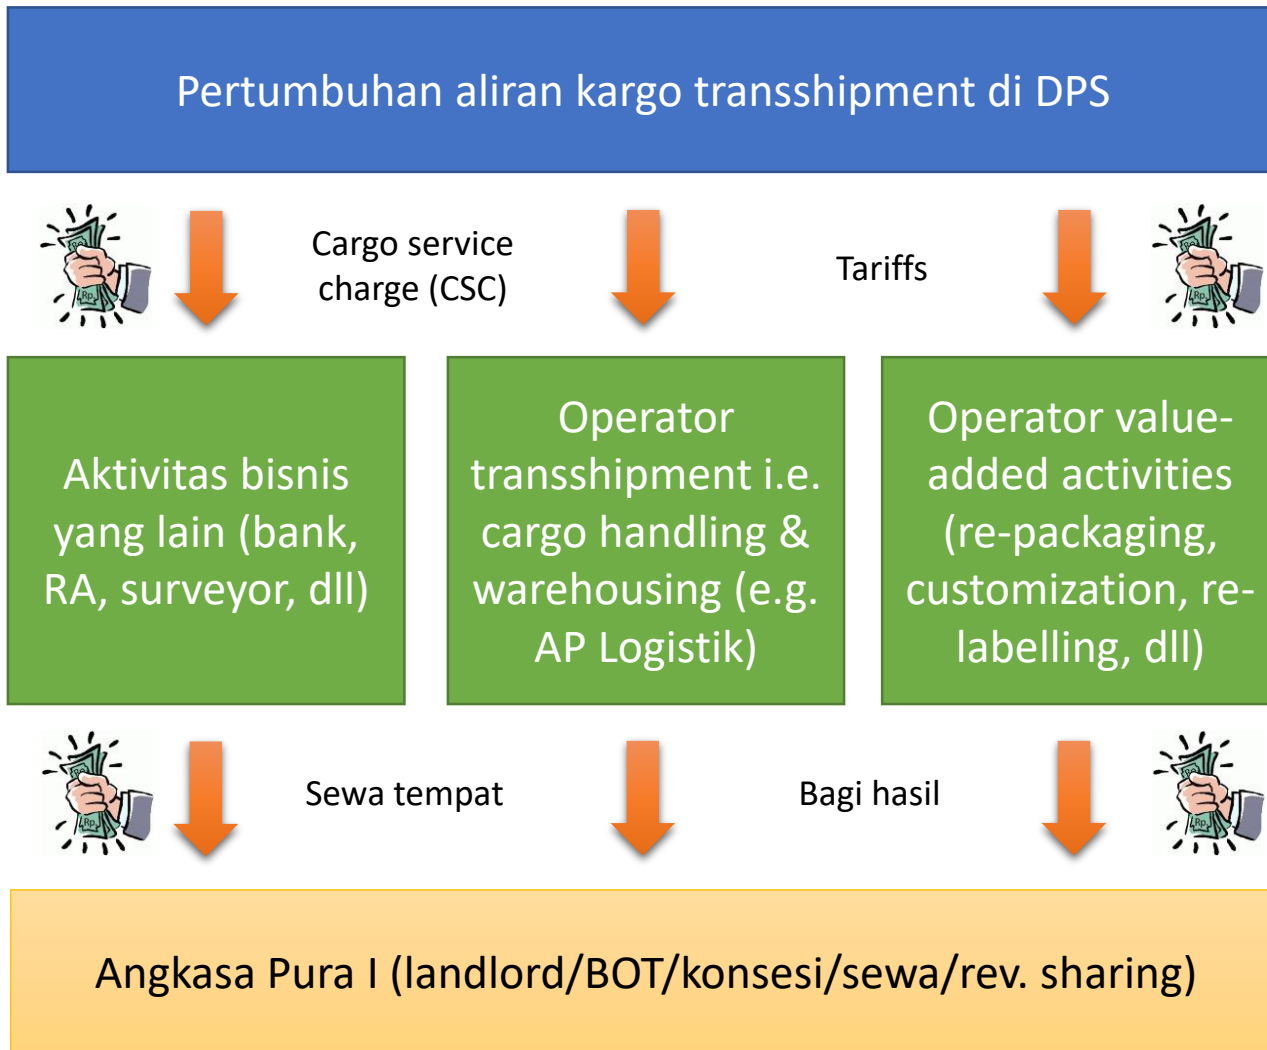 Pertumbuhan aliran kargo transshipment di DPS
Cargo service
charge (CSC)
Tariffs
Aktivitas bisnis
yang lain (bank,
RA, surveyor, dll)
Operator
transshipment i.e.
cargo handling &
warehousing (e.g.
AP Logistik)
Operator value-
added activities
(re-packaging,
customization, re-
labelling, dll)
Sewa tempat
Bagi hasil
Angkasa Pura I (landlord/BOT/konsesi/sewa/rev. sharing)